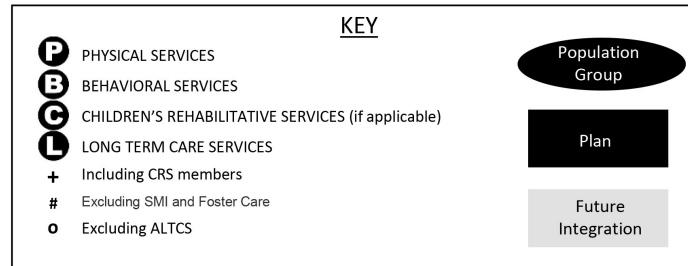 KEY
P PHYSICAL SERVICES
B BEHAVIORAL SERVICES
C CHILDREN'S REHABILITATIVE SERVICES (if applicable)
L LONG TERM CARE SERVICES
+ Including CRS members
# Excluding SMI and Foster Care
o Excluding ALTCS
Population
Group
Plan
Future
Integration